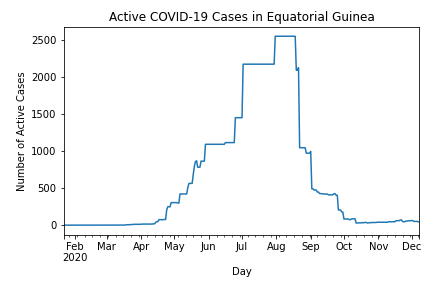 Active COVID-19 Cases in Equatorial Guinea
Number of Active Cases
2500
2000
1500
1000
500
0
Feb Mar Apr May Jun Jul Aug Sep Oct Nov Dec
2020
Day